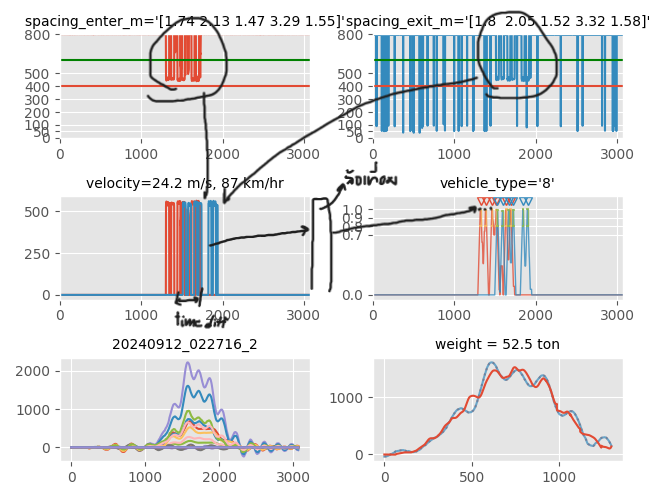 spacing_enter_m='[1.74 2.13 1.47 3.29 1.55]'
spacing_exit_m='[1.8  2.05 1.52 3.32 1.58]'
800
500
400
300
200
100
50
0
0 1000 2000 3000
800
500
400
300
200
100
50
0
0 1000 2000 3000
velocity=24.2 m/s, 87 km/hr
500
250
0
0 1000 2000 3000
time diff
vehicle_type='8'
1.0
0.9
0.8
0.7
0.0
0 1000 2000 3000
20240912_022716_2
2000
1000
0
0 1000 2000 3000
weight = 52.5 ton
1000
0
0 500 1000